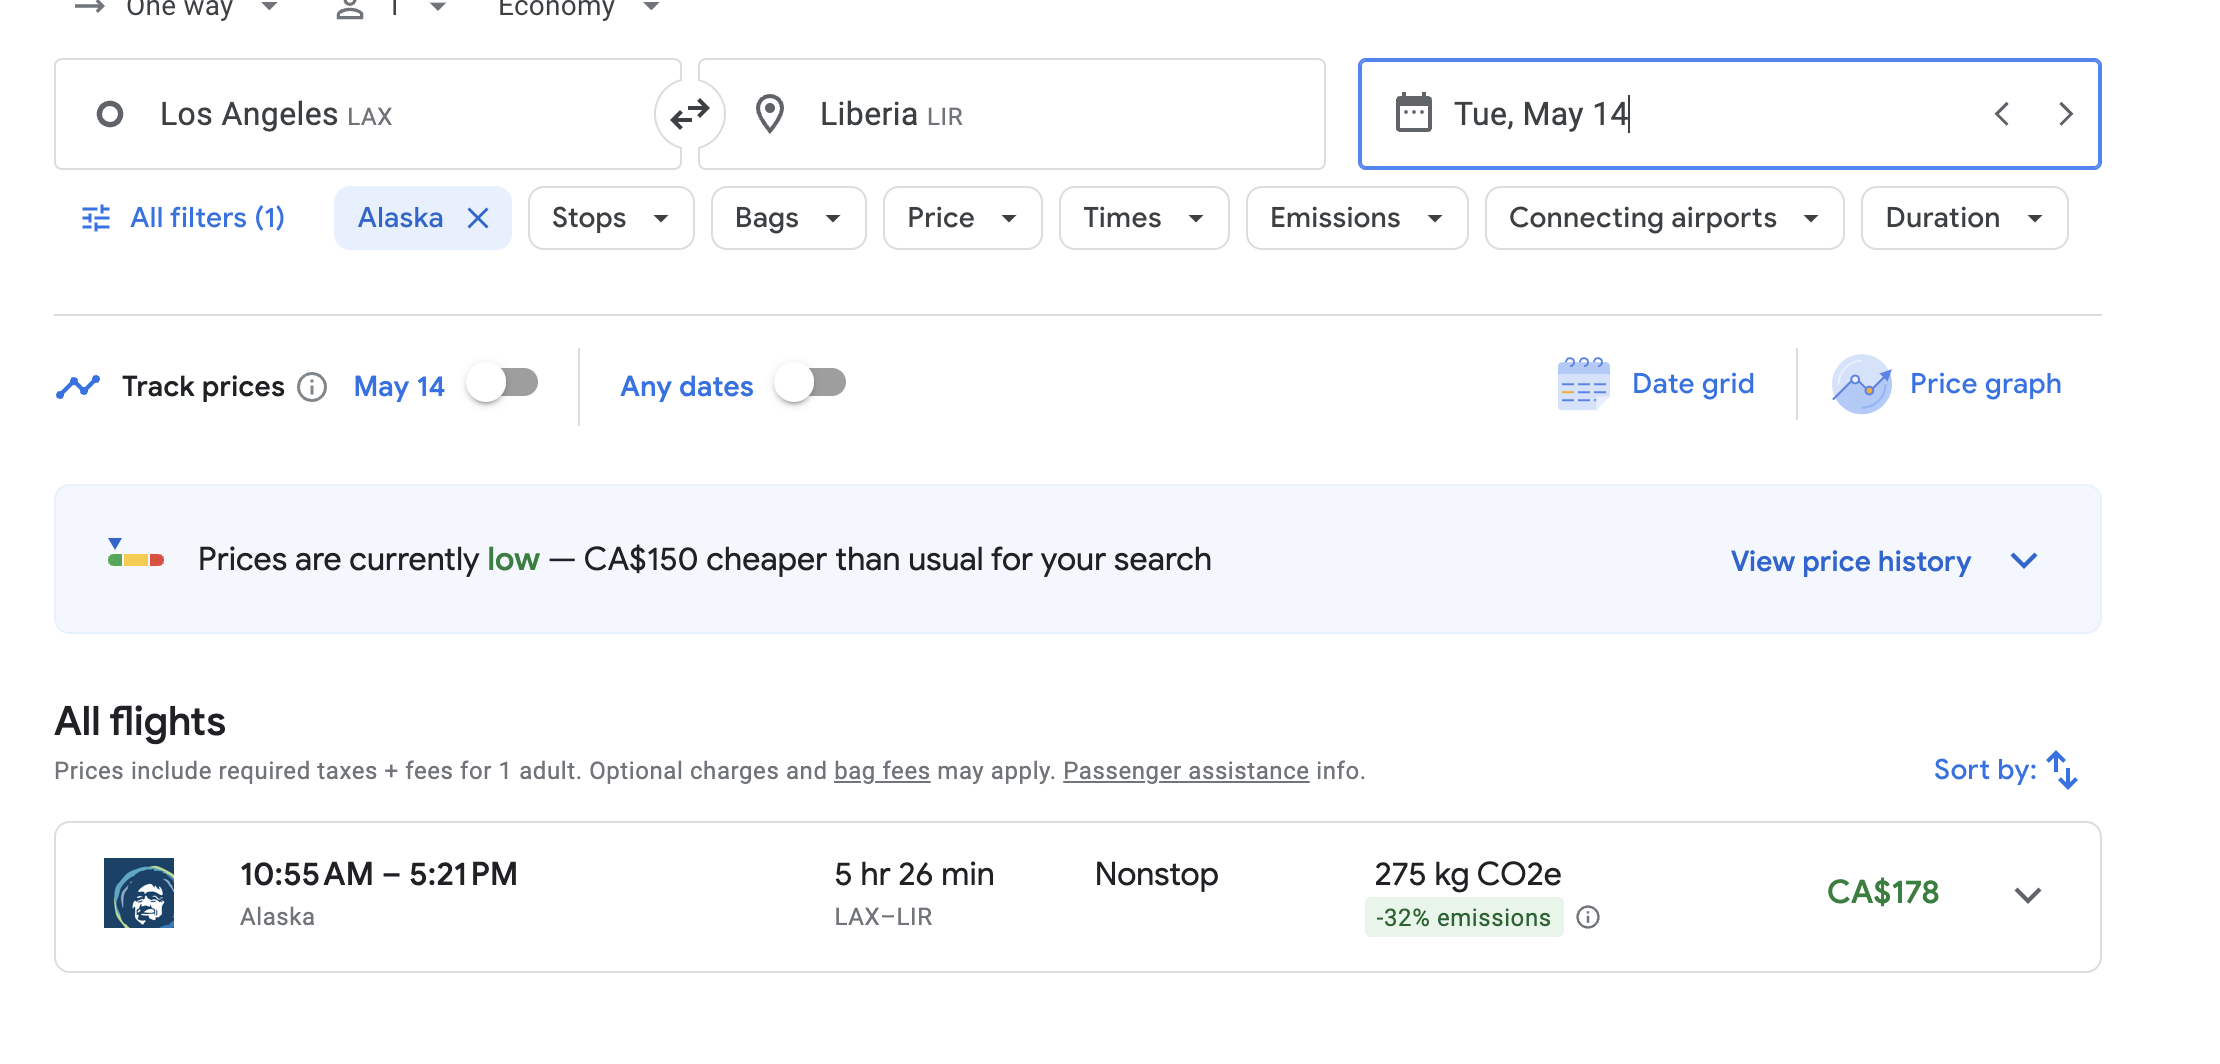 One way 1 Economy
Los Angeles LAX Liberia LIR Tue, May 14
All filters (1) Alaska Stops Bags Price Times Emissions Connecting airports Duration
Track prices May 14 Any dates Date grid Price graph
Prices are currently low — CA$150 cheaper than usual for your search View price history
All flights
Prices include required taxes + fees for 1 adult. Optional charges and bag fees may apply. Passenger assistance info. Sort by:
10:55 AM – 5:21 PM 5 hr 26 min Nonstop 275 kg CO2e CA$178
Alaska LAX–LIR -32% emissions